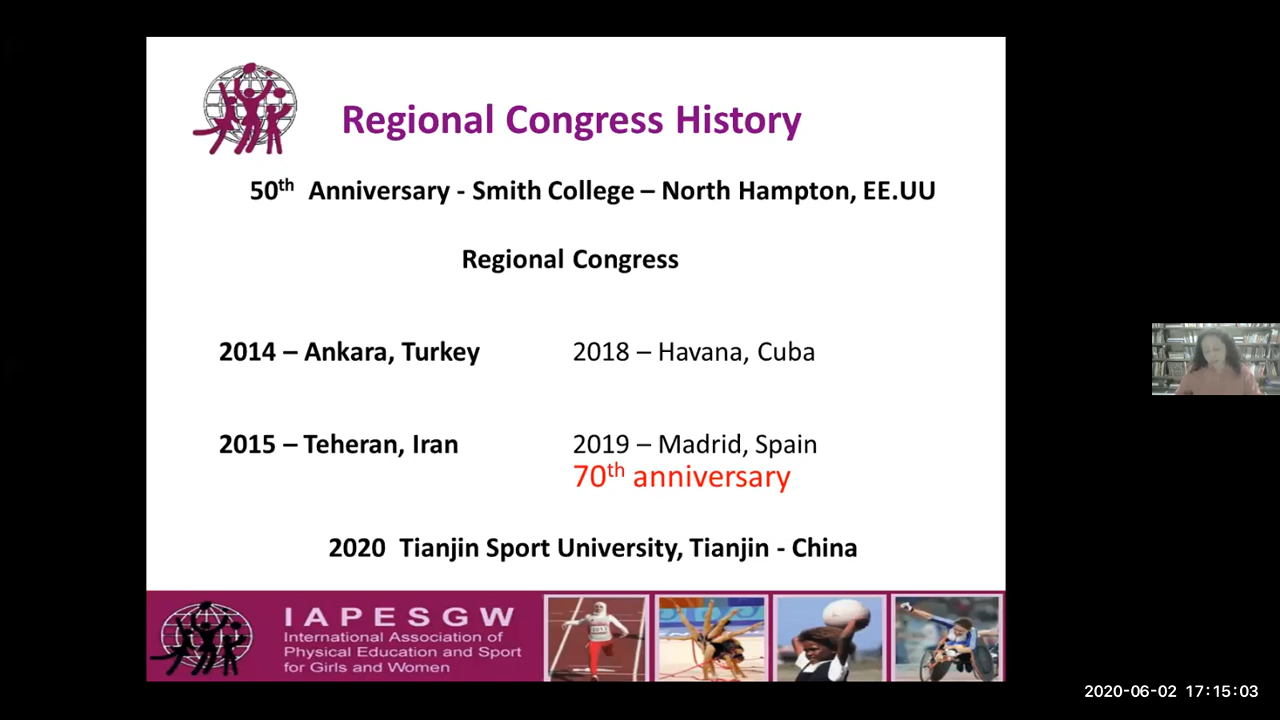 Regional Congress History
50th Anniversary - Smith College – North Hampton, EE.UU
Regional Congress
2014 – Ankara, Turkey
2018 – Havana, Cuba
2015 – Teheran, Iran
2019 – Madrid, Spain
70th anniversary
2020 Tianjin Sport University, Tianjin - China
IAPESGW
International Association of
Physical Education and Sport
for Girls and Women
2020-06-02 17:15:03